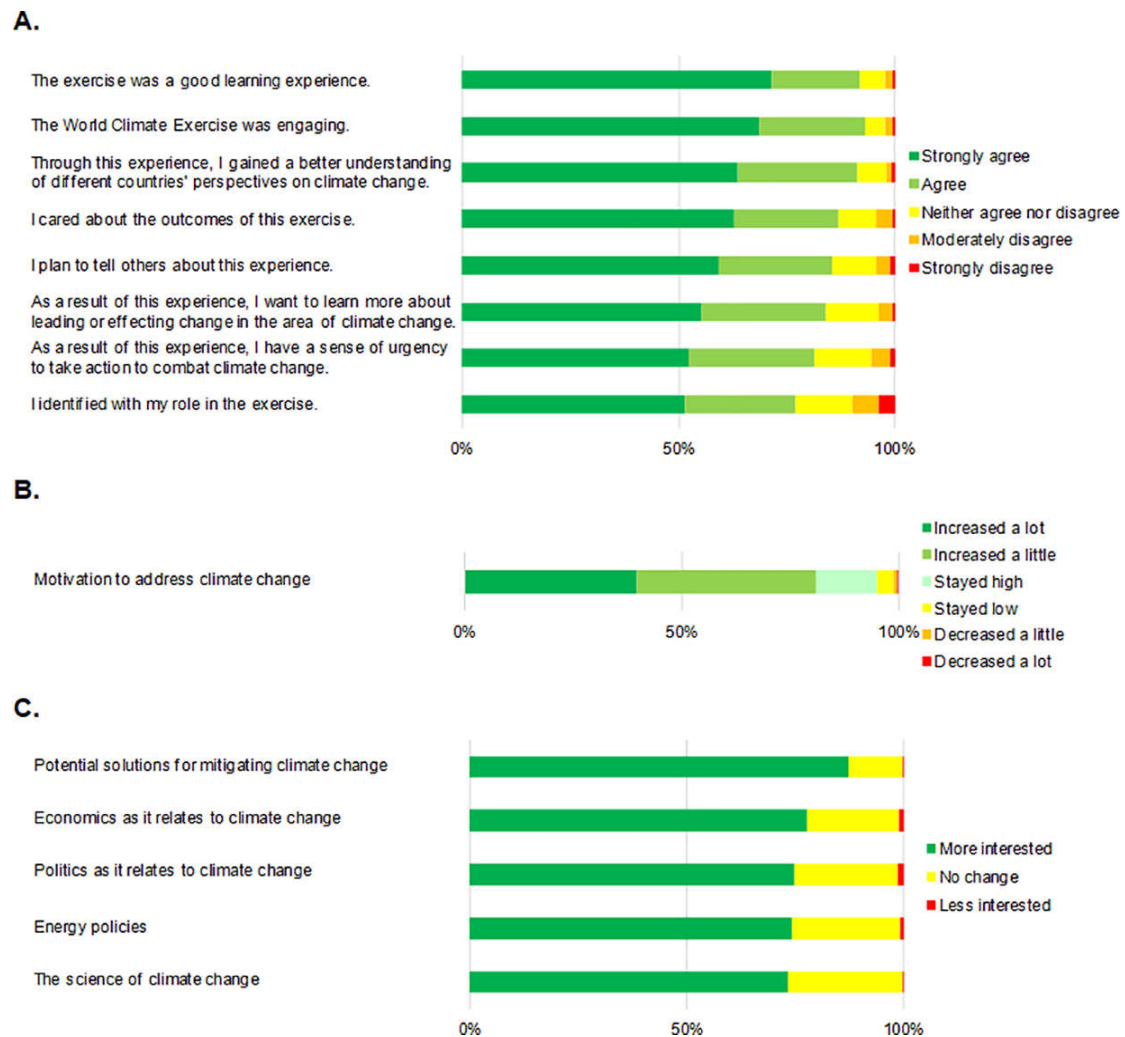 A.
The exercise was a good learning experience.
The World Climate Exercise was engaging.
Through this experience, I gained a better understanding
of different countries' perspectives on climate change.
I cared about the outcomes of this exercise.
I plan to tell others about this experience.
As a result of this experience, I want to learn more about
leading or effecting change in the area of climate change.
As a result of this experience, I have a sense of urgency
to take action to combat climate change.
I identified with my role in the exercise.
0%
50%
100%
Strongly agree
Agree
Neither agree nor disagree
Moderately disagree
Strongly disagree
B.
Motivation to address climate change
0%
50%
100%
Increased a lot
Increased a little
Stayed high
Stayed low
Decreased a little
Decreased a lot
C.
Potential solutions for mitigating climate change
Economics as it relates to climate change
Politics as it relates to climate change
Energy policies
The science of climate change
0%
50%
100%
More interested
No change
Less interested